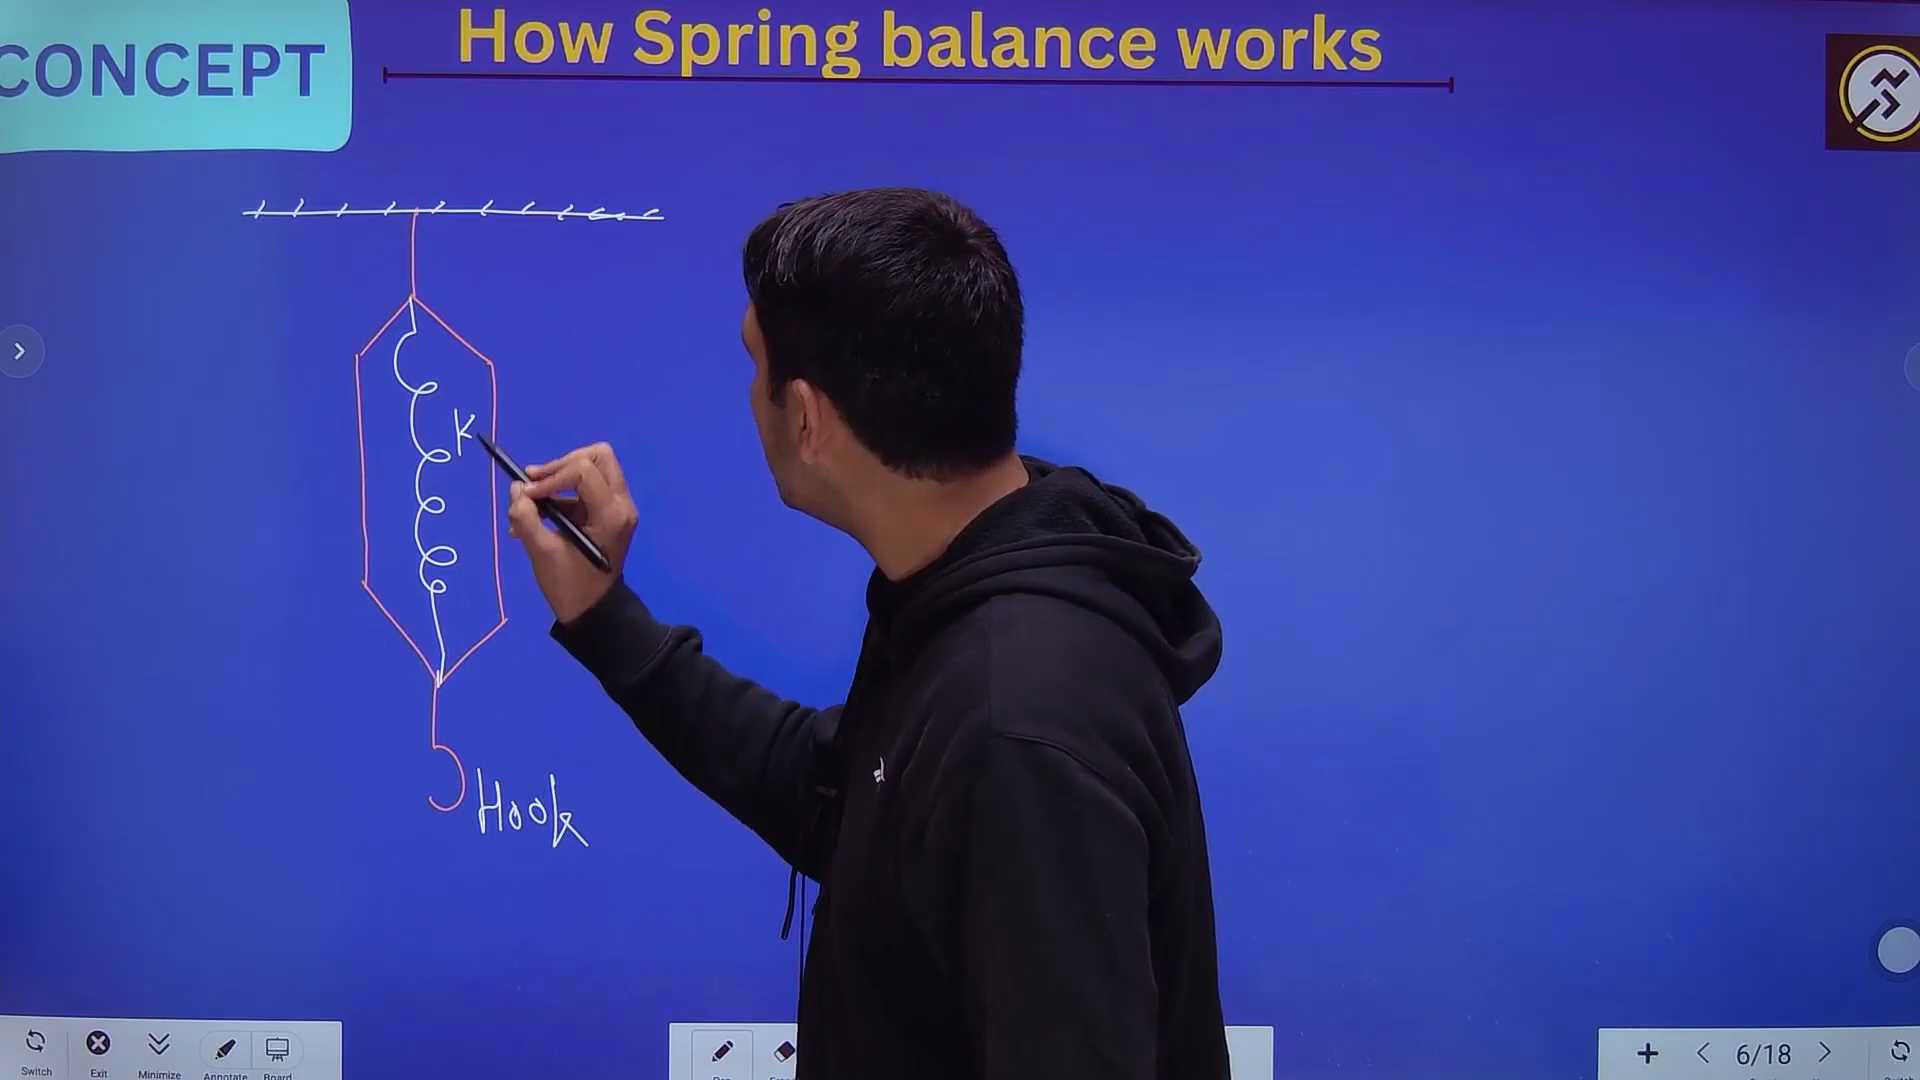 CONCEPT
How Spring balance works
K
Hook
Switch
Exit
Minimize
Annotate
Board
6/18